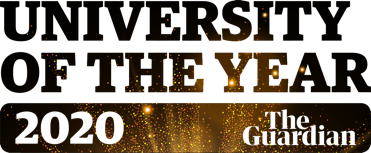 UNIVERSITY
OF THE YEAR
2020
The
Guardian